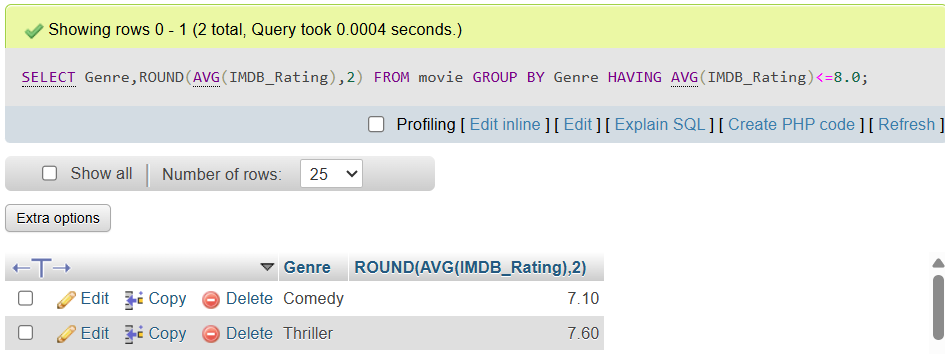 Showing rows 0 - 1 (2 total, Query took 0.0004 seconds.)
SELECT Genre,ROUND(AVG(IMDB_Rating),2) FROM movie GROUP BY Genre HAVING AVG(IMDB_Rating)<=8.0;
Profiling [ Edit inline ] [ Edit ] [ Explain SQL ] [ Create PHP code ] [ Refresh ]
Show all Number of rows: 25
Extra options
Genre ROUND(AVG(IMDB_Rating),2)
Edit Copy Delete Comedy 7.10
Edit Copy Delete Thriller 7.60